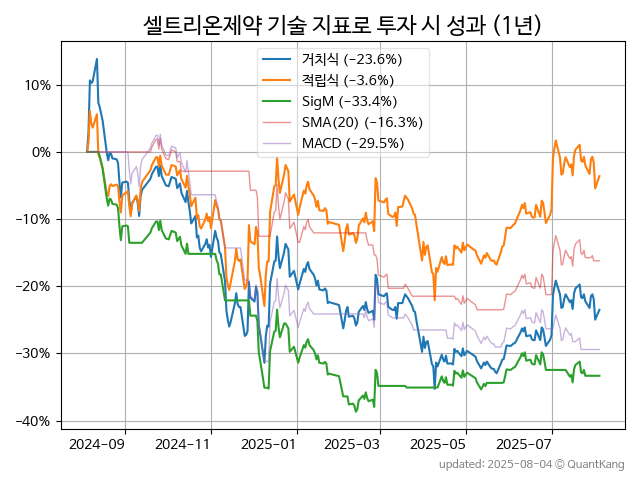 셀트리온제약 기술 지표로 투자 시 성과 (1년)
거치식 (−23.6%)
적립식 (−3.6%)
SigM (−33.4%)
SMA(20) (−16.3%)
MACD (−29.5%)
10%
0%
−10%
−20%
−30%
−40%
2024-09
2024-11
2025-01
2025-03
2025-05
2025-07
updated: 2025-08-04 © QuantKang